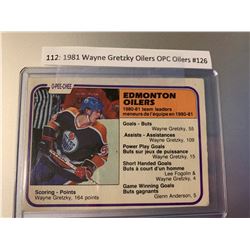 112: 1981 Wayne Gretzky Oilers OPC Oilers #126
O-PEE-CHEE
EDMONTON
OILERS
1980-81 team leaders
meneurs de l'équipe en 1980-81
Goals - Buts
Wayne Gretzky, 55
Assists - Assistances
Wayne Gretzky, 109
Power Play Goals
Buts sur jeu de puissance
Wayne Gretzky, 15
Short Handed Goals
Buts à court d'un homme
Lee Fogolin &
Wayne Gretzky, 4
Game Winning Goals
Buts gagnants
Glenn Anderson, 5
Scoring - Points
Wayne Gretzky, 164 points